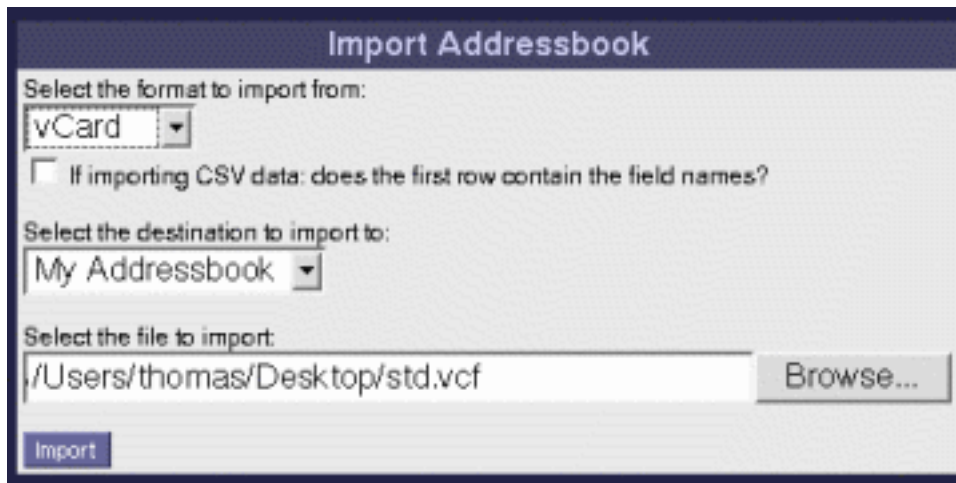 Import Addressbook
Select the format to import from:
vCard
If importing CSV data: does the first row contain the field names?
Select the destination to import to:
My Addressbook
Select the file to import:
/Users/thomas/Desktop/std.vcf
Browse...
Import